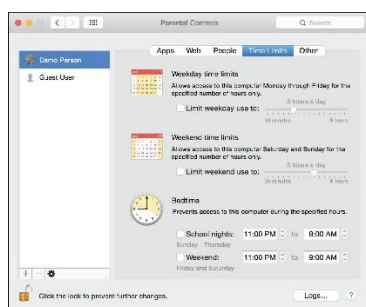 Parental Controls
Search
Apps Web People Time Limits Other
Demo Person
Guest User
Weekday time limits
Allows access to this computer Monday through Friday for the
specified number of hours only.
3 hours a day
Limit weekday use to:
30 minutes 8 hours
Weekend time limits
Allows access to this computer Saturday and Sunday for the
specified number of hours only.
Limit weekend use to:
30 minutes 8 hours
Bedtime
Prevents access to this computer during the specified hours.
School nights: 11:00 PM to 9:00 AM
Sunday - Thursday
Weekend: 11:00 PM to 9:00 AM
Friday and Saturday
Click the lock to prevent further changes.
Logs... ?